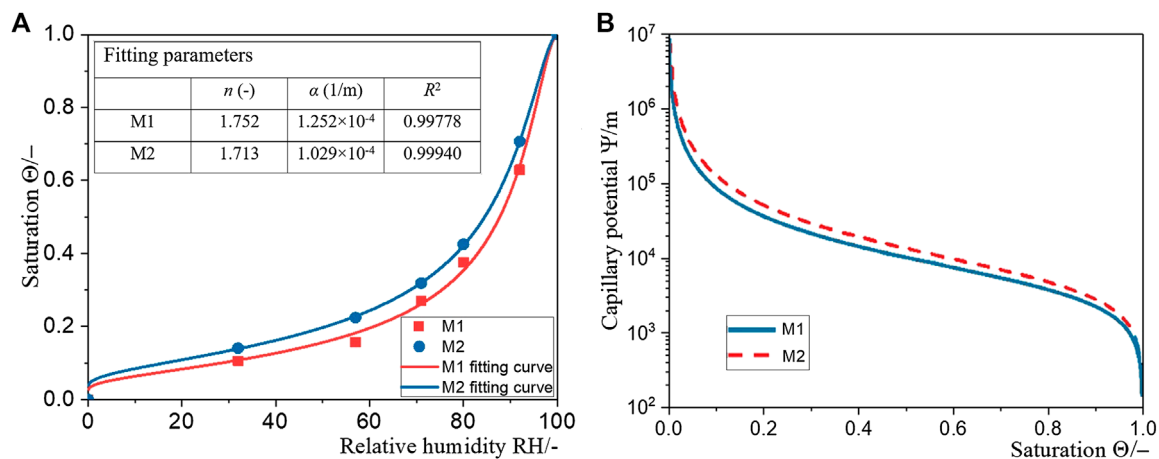 A
Saturation Θ/–
1.0
0.8
0.6
0.4
0.2
0.0
Fitting parameters
n (-) α (1/m) R²
M1 1.752 1.252×10⁻⁴ 0.99778
M2 1.713 1.029×10⁻⁴ 0.99940
M1
M2
M1 fitting curve
M2 fitting curve
0 20 40 60 80 100
Relative humidity RH/-
B
Capillary potential Ψ/m
10⁷
10⁶
10⁵
10⁴
10³
10²
M1
M2
0.0 0.2 0.4 0.6 0.8 1.0
Saturation Θ/–